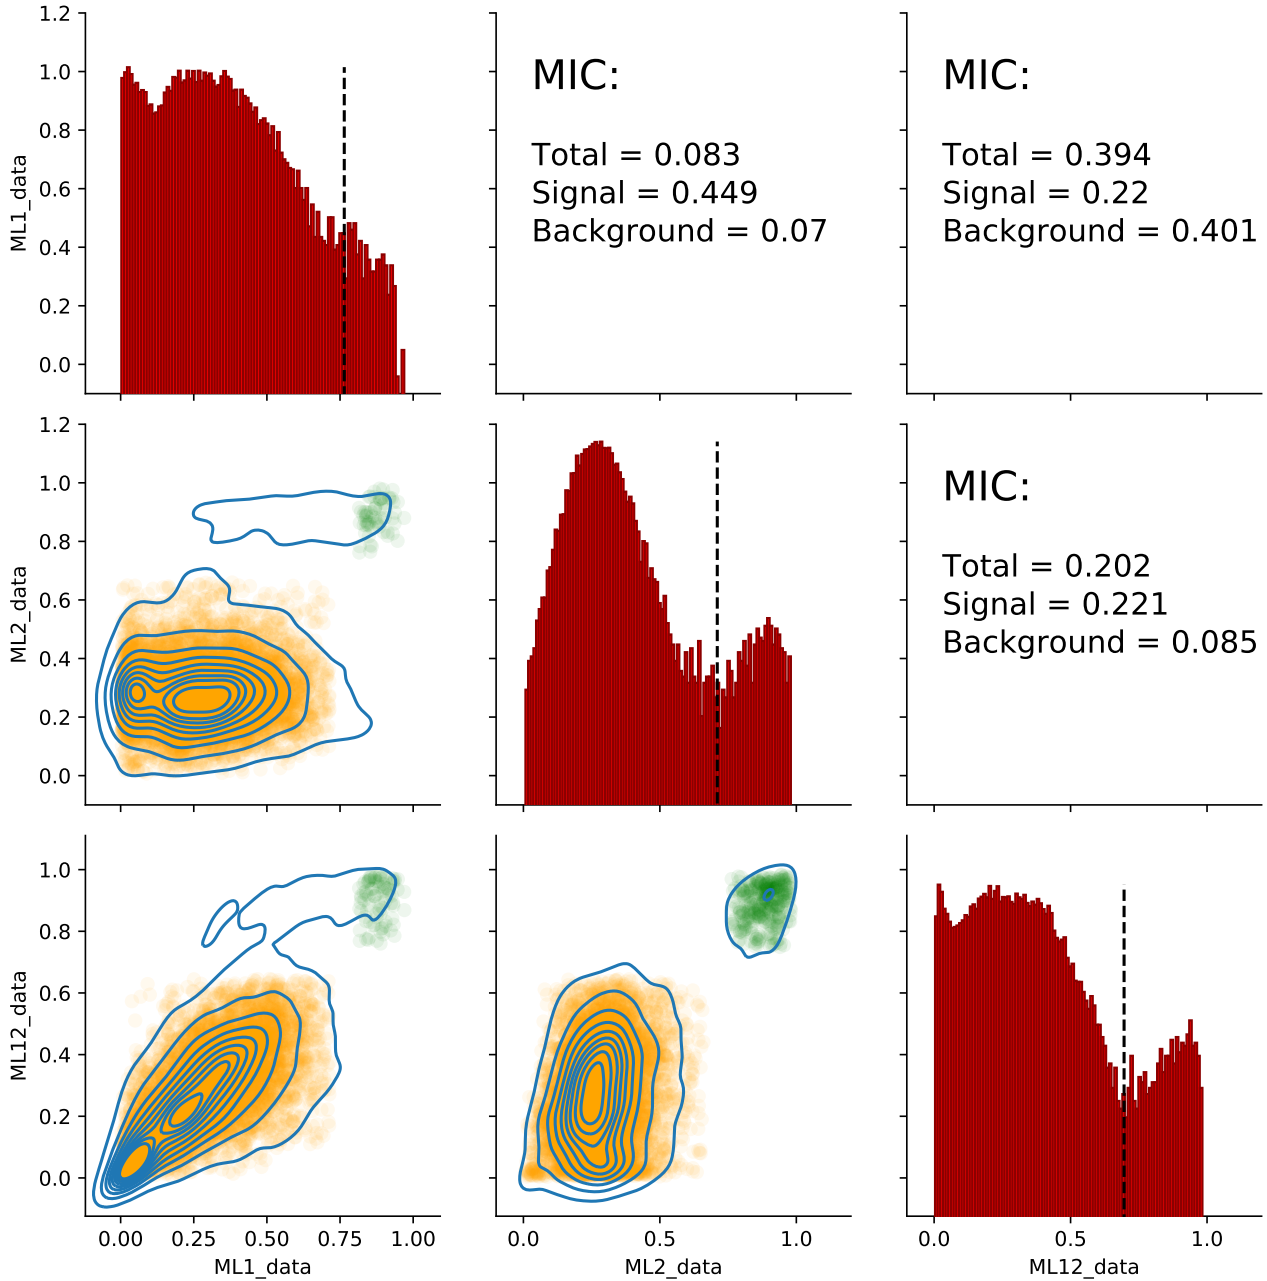 1.2
1.0
0.8
0.6
0.4
0.2
0.0
ML1_data
MIC:
Total = 0.083
Signal = 0.449
Background = 0.07
MIC:
Total = 0.394
Signal = 0.22
Background = 0.401
1.2
1.0
0.8
0.6
0.4
0.2
0.0
ML2_data
MIC:
Total = 0.202
Signal = 0.221
Background = 0.085
1.0
0.8
0.6
0.4
0.2
0.0
ML12_data
0.00 0.25 0.50 0.75 1.00
ML1_data
0.0 0.5 1.0
ML2_data
0.0 0.5 1.0
ML12_data